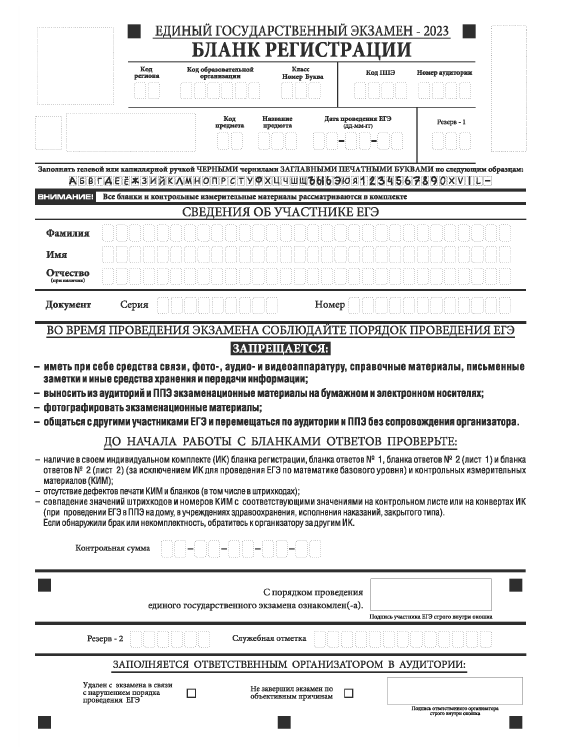 ЕДИНЫЙ ГОСУДАРСТВЕННЫЙ ЭКЗАМЕН - 2023
БЛАНК РЕГИСТРАЦИИ
Код региона
Код образовательной организации
Класс Номер Буква
Код ППЭ
Номер аудитории
Код предмета
Название предмета
Дата проведения ЕГЭ (ДД-ММ-ГГ)
Резерв - 1
Заполнять гелевой или капиллярной ручкой ЧЕРНЫМИ чернилами ЗАГЛАВНЫМИ ПЕЧАТНЫМИ БУКВАМИ по следующим образцам:
АБВГДЕЁЖЗИЙКЛМНОПРСТУФХЦЧШЩЪЫЬЭЮЯ1234567890XVIL-
ВНИМАНИЕ! Все бланки и контрольные измерительные материалы рассматриваются в комплекте
СВЕДЕНИЯ ОБ УЧАСТНИКЕ ЕГЭ
Фамилия
Имя
Отчество
(при наличии)
Документ Серия Номер
ВО ВРЕМЯ ПРОВЕДЕНИЯ ЭКЗАМЕНА СОБЛЮДАЙТЕ ПОРЯДОК ПРОВЕДЕНИЯ ЕГЭ
ЗАПРЕЩАЕТСЯ:
– иметь при себе средства связи, фото-, аудио- и видеоаппаратуру, справочные материалы, письменные
заметки и иные средства хранения и передачи информации;
– выносить из аудиторий и ППЭ экзаменационные материалы на бумажном и электронном носителях;
– фотографировать экзаменационные материалы;
– общаться с другими участниками ЕГЭ и перемещаться по аудитории и ППЭ без сопровождения организатора.
ДО НАЧАЛА РАБОТЫ С БЛАНКАМИ ОТВЕТОВ ПРОВЕРЬТЕ:
– наличие в своем индивидуальном комплекте (ИК) бланка регистрации, бланка ответов № 1, бланка ответов № 2 (лист 1) и бланка
ответов № 2 (лист 2) (за исключением ИК для проведения ЕГЭ по математике базового уровня) и контрольных измерительных
материалов (КИМ);
– отсутствие дефектов печати КИМ и бланков (в том числе в штрихкодах);
– совпадение значений штрихкодов и номеров КИМ с соответствующими значениями на контрольном листе или на конвертах ИК
(при проведении ЕГЭ в ППЭ на дому, в учреждениях здравоохранения, исполнения наказаний, закрытого типа).
Если обнаружили брак или некомплектность, обратитесь к организатору за другим ИК.
Контрольная сумма
С порядком проведения
единого государственного экзамена ознакомлен(-а).
Подпись участника ЕГЭ строго внутри окошка
Резерв - 2 Служебная отметка
ЗАПОЛНЯЕТСЯ ОТВЕТСТВЕННЫМ ОРГАНИЗАТОРОМ В АУДИТОРИИ:
Удален с экзамена в связи
с нарушением порядка
проведения ЕГЭ
Не завершил экзамен по
объективным причинам
Подпись ответственного организатора
строго внутри окошка